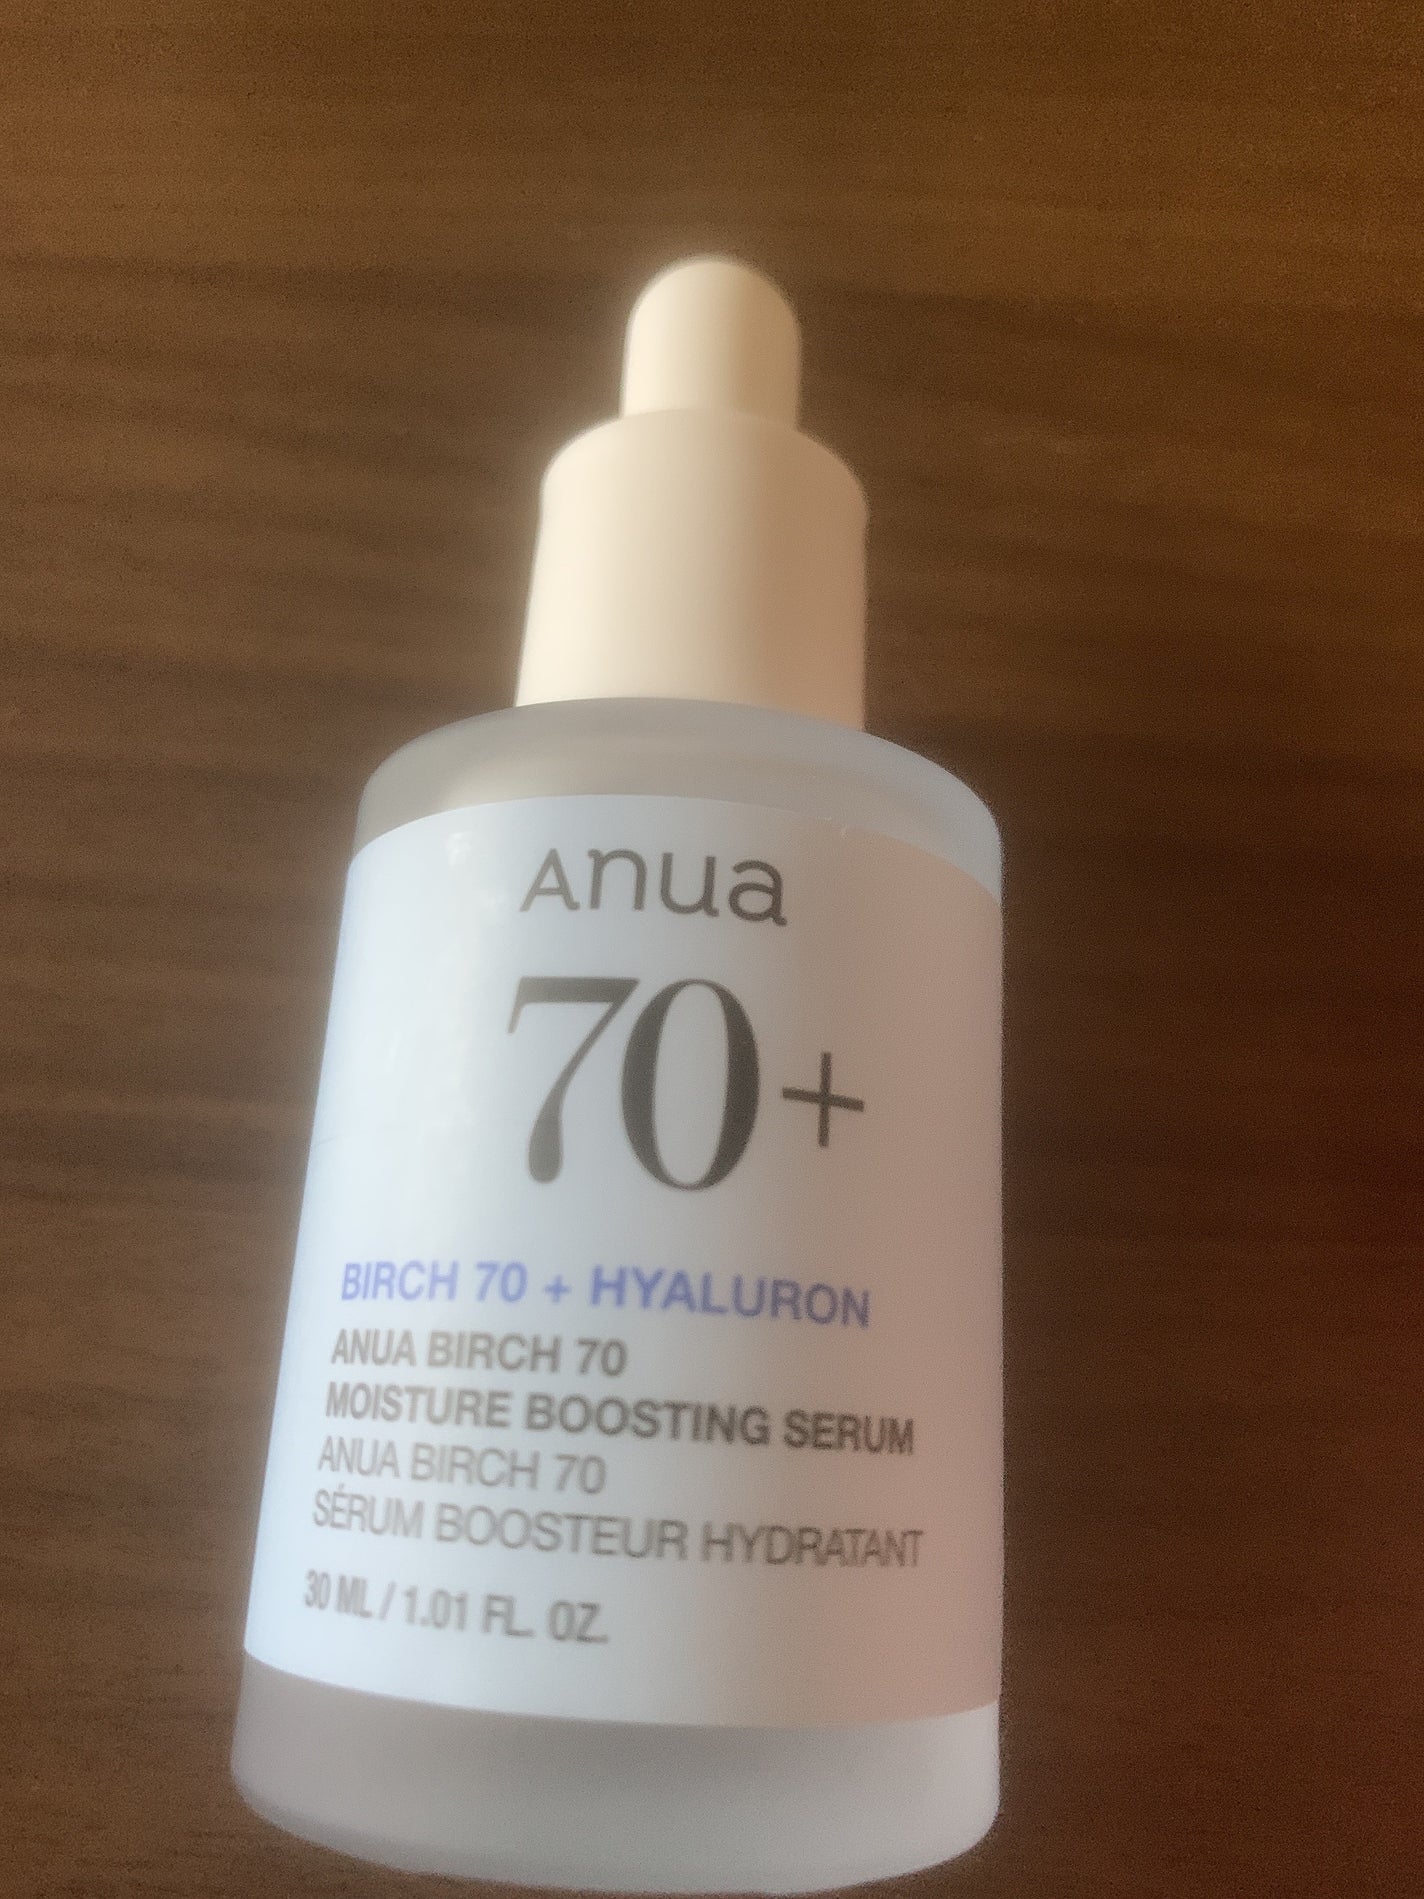 Anua
70+
BIRCH 70 + HYALURON
ANUA BIRCH 70
MOISTURE BOOSTING SERUM
ANUA BIRCH 70
SÉRUM BOOSTEUR HYDRATANT
30 ML / 1.01 FL. OZ.